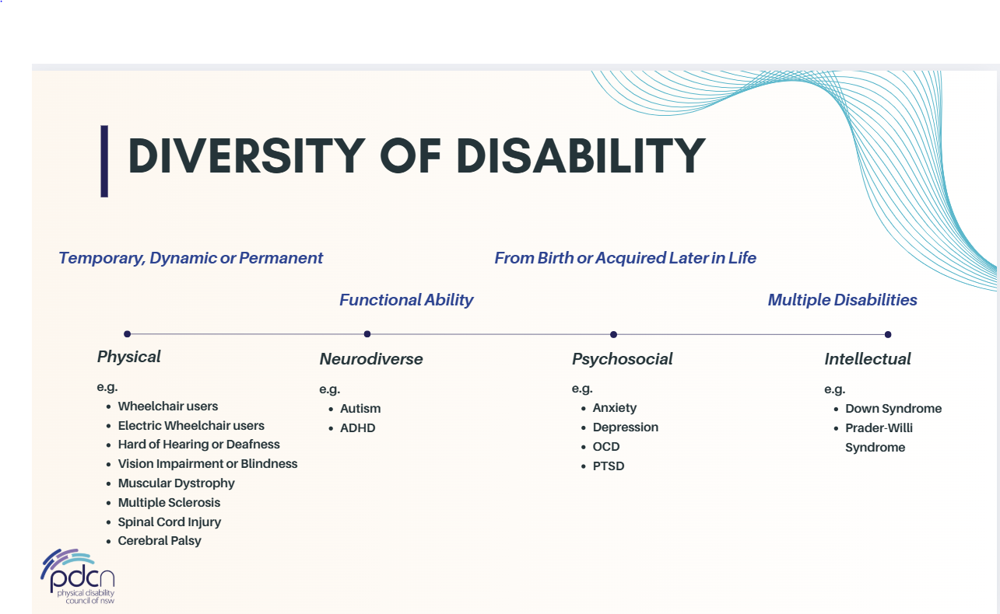 DIVERSITY OF DISABILITY
Temporary, Dynamic or Permanent
From Birth or Acquired Later in Life
Functional Ability
Multiple Disabilities
Physical
e.g.
• Wheelchair users
• Electric Wheelchair users
• Hard of Hearing or Deafness
• Vision Impairment or Blindness
• Muscular Dystrophy
• Multiple Sclerosis
• Spinal Cord Injury
• Cerebral Palsy
Neurodiverse
e.g.
• Autism
• ADHD
Psychosocial
e.g.
• Anxiety
• Depression
• OCD
• PTSD
Intellectual
e.g.
• Down Syndrome
• Prader-Willi
Syndrome
pdcn
physical disability
council of nsw